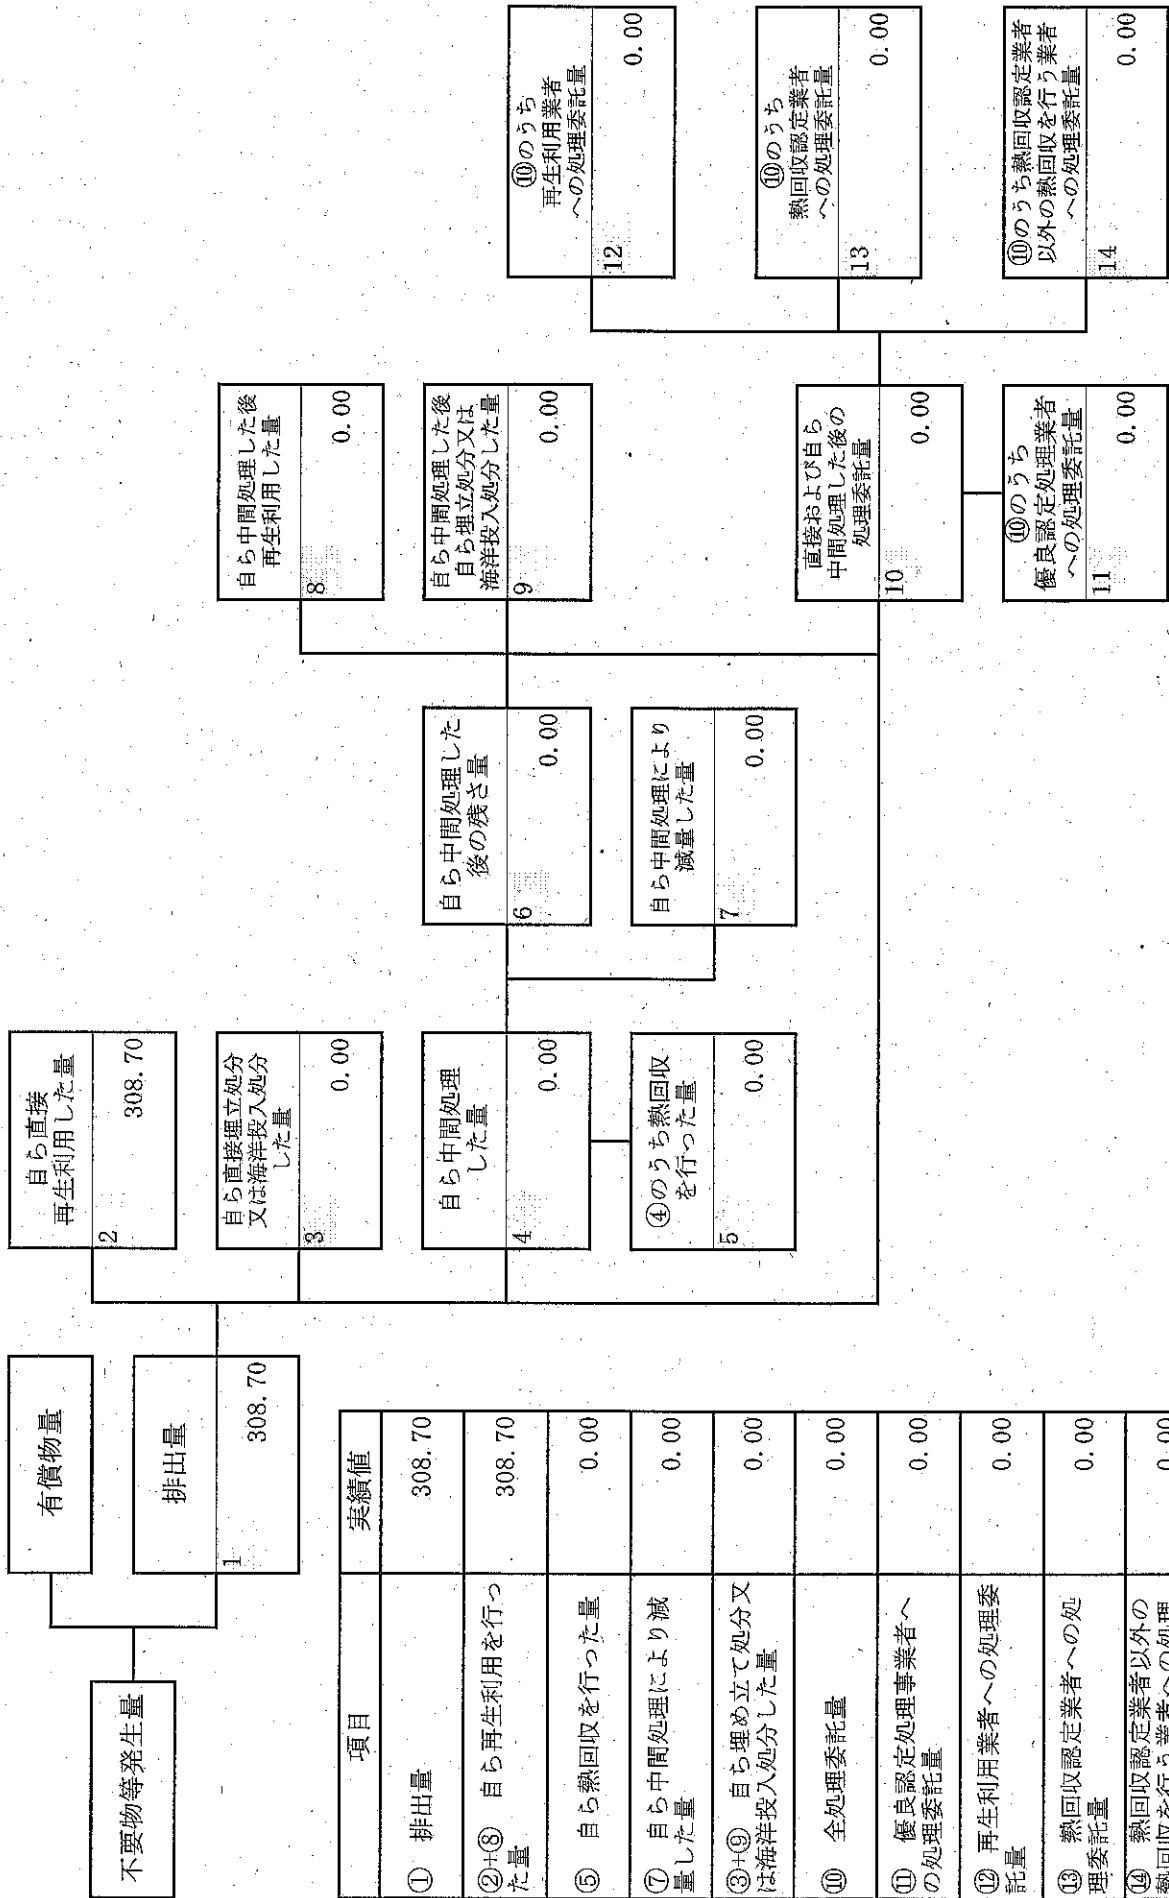 不要物等発生量
有償物量
排出量
1
308.70
自ら直接
再生利用した量
2
308.70
自ら直接埋立処分
又は海洋投入処分
した量
3
0.00
自ら中間処理
した量
4
0.00
④のうち熱回収
を行った量
5
0.00
自ら中間処理した
後の残さ量
6
0.00
自ら中間処理により
減量した量
7
0.00
自ら中間処理した後
再生利用した量
8
0.00
自ら中間処理した後
自ら埋立処分又は
海洋投入処分した量
9
0.00
直接および自ら
中間処理した後の
処理委託量
10
0.00
⑩のうち
優良認定処理業者
への処理委託量
11
0.00
⑩のうち
再生利用業者
への処理委託量
12
0.00
⑩のうち
熱回収認定業者
への処理委託量
13
0.00
⑩のうち熱回収認定業者
以外の熱回収を行う業者
への処理委託量
14
0.00
項目 実績値
① 排出量 308.70
②+⑧ 自ら再生利用を行っ
た量 308.70
⑤ 自ら熱回収を行った量 0.00
⑦ 自ら中間処理により減
量した量 0.00
③+⑨ 自ら埋め立て処分又
は海洋投入処分した量 0.00
⑩ 全処理委託量 0.00
⑪ 優良認定処理事業者へ
の処理委託量 0.00
⑫ 再生利用業者への処理委
託量 0.00
⑬ 熱回収認定業者への処
理委託量 0.00
⑭ 熱回収認定業者以外の
熱回収を行う業者への処理 0.00